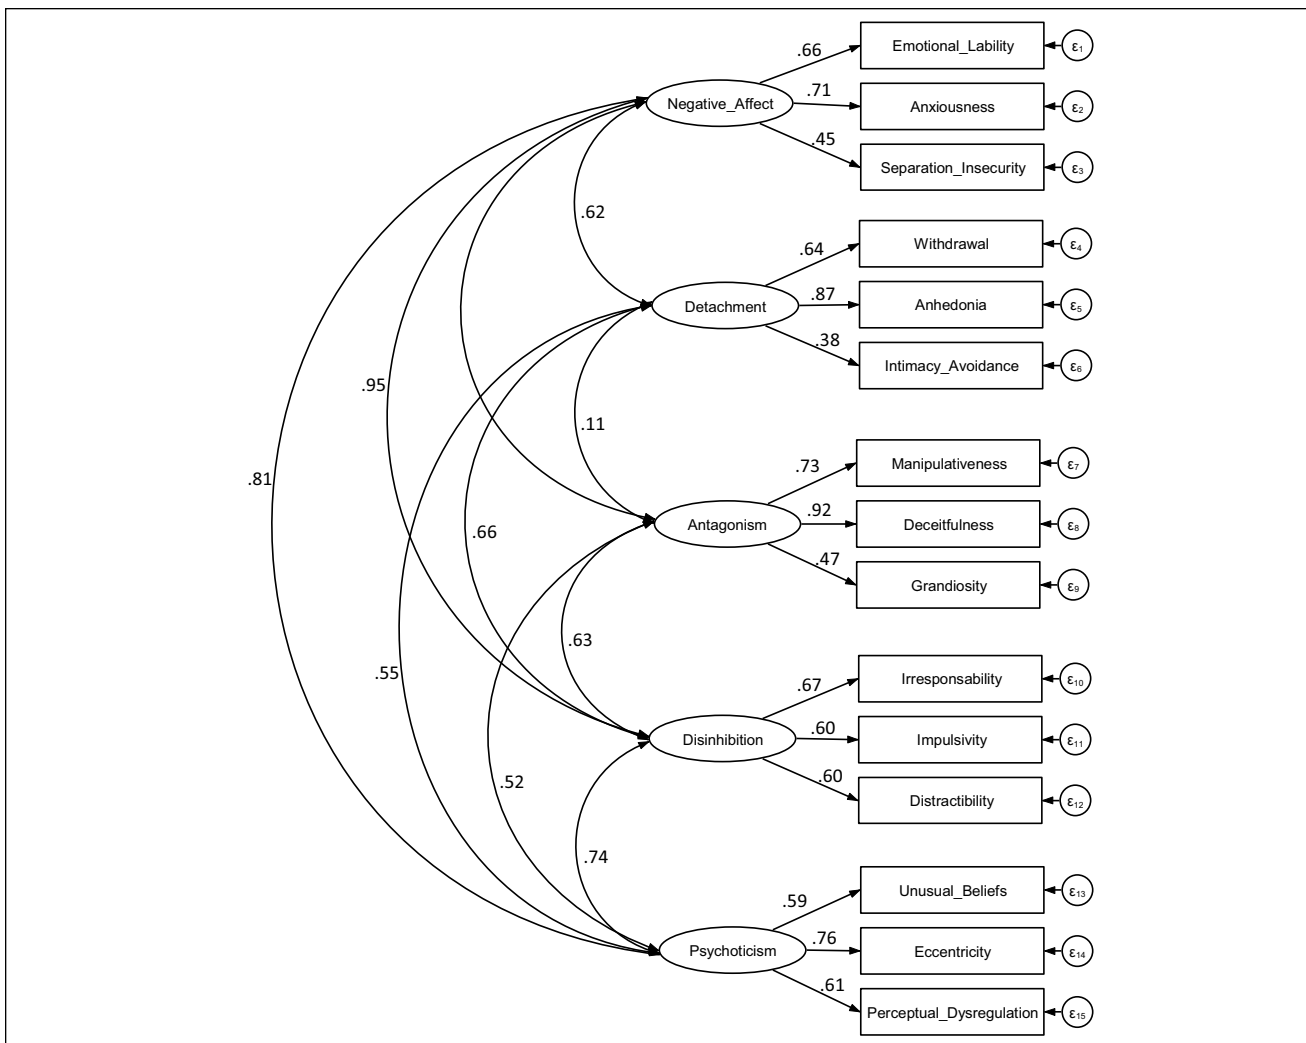 .66
Emotional_Lability
ε1
Negative_Affect
.71
Anxiousness
ε2
.45
Separation_Insecurity
ε3
.62
.64
Withdrawal
ε4
Detachment
.87
Anhedonia
ε5
.38
Intimacy_Avoidance
ε6
.95
.11
.73
Manipulativeness
ε7
.81
Antagonism
.92
Deceitfulness
ε8
.66
.47
Grandiosity
ε9
.63
.55
.67
Irresponsability
ε10
Disinhibition
.60
Impulsivity
ε11
.60
Distractibility
ε12
.52
.74
.59
Unusual_Beliefs
ε13
Psychoticism
.76
Eccentricity
ε14
.61
Perceptual_Dysregulation
ε15